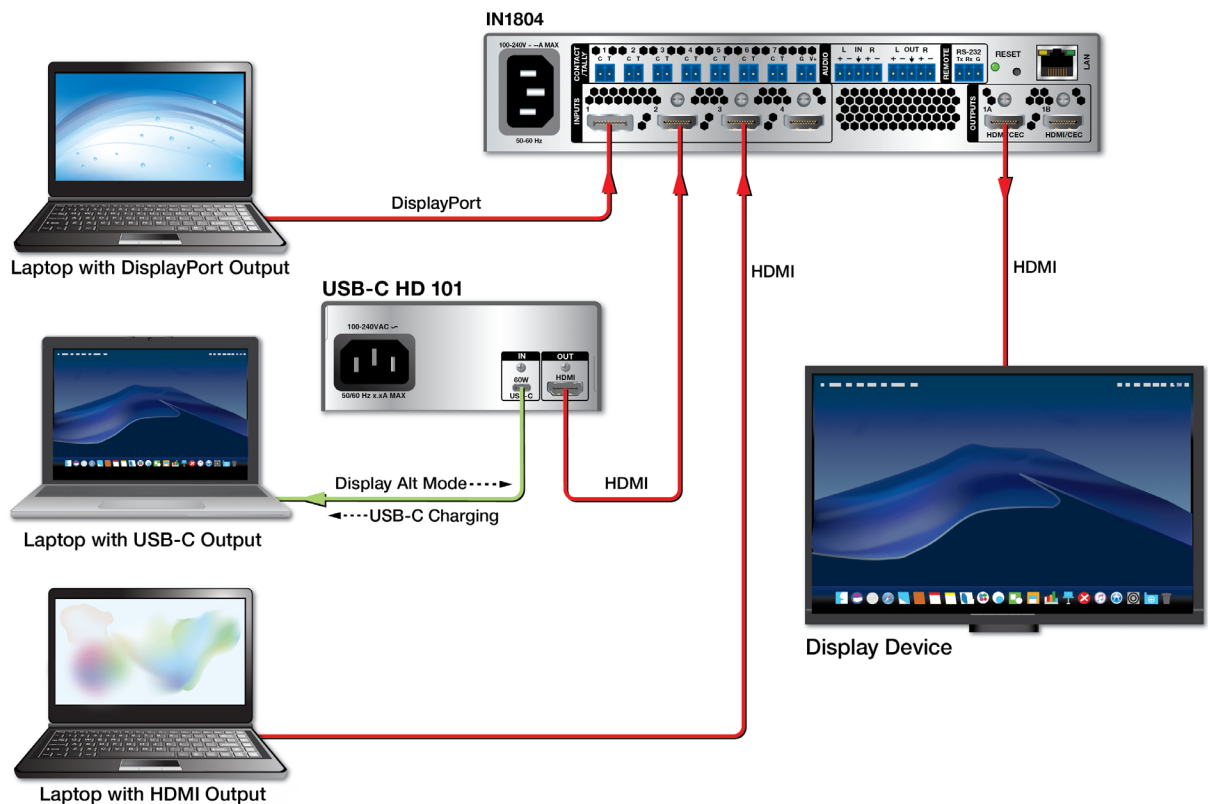 IN1804
100-240V ~ --A MAX
50-60 Hz
CONTACT
/TALLY
1 2 3 4 5 6 7
C T C T C T C T C T C T C T G V+
AUDIO
L IN R
+ - + -
L OUT R
+ - + -
REMOTE
RS-232
Tx Rx G
RESET
LAN
INPUTS
1 2 3 4
OUTPUTS
1A 1B
HDMI/CEC HDMI/CEC
DisplayPort
Laptop with DisplayPort Output
HDMI
HDMI
USB-C HD 101
100-240VAC ~
50/60 Hz x.xA MAX
IN
60W
USB-C
OUT
HDMI
Display Alt Mode
USB-C Charging
HDMI
Laptop with USB-C Output
Display Device
Laptop with HDMI Output